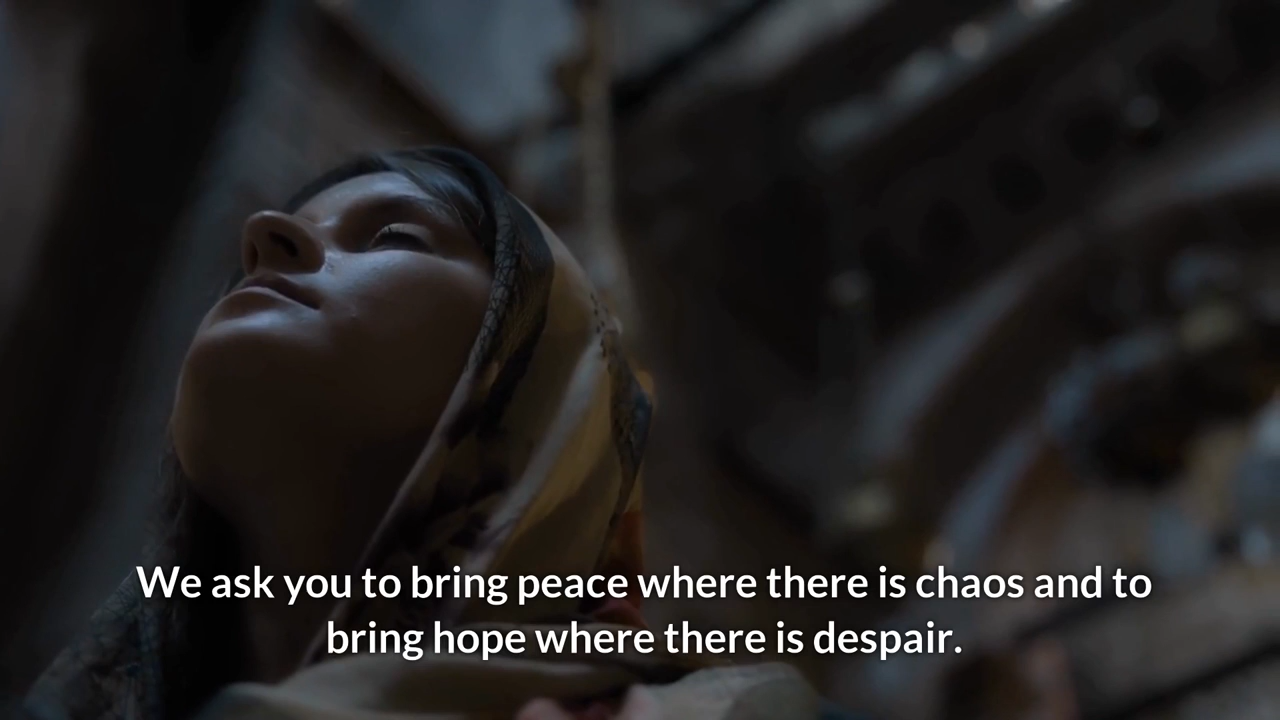 We ask you to bring peace where there is chaos and to
bring hope where there is despair.